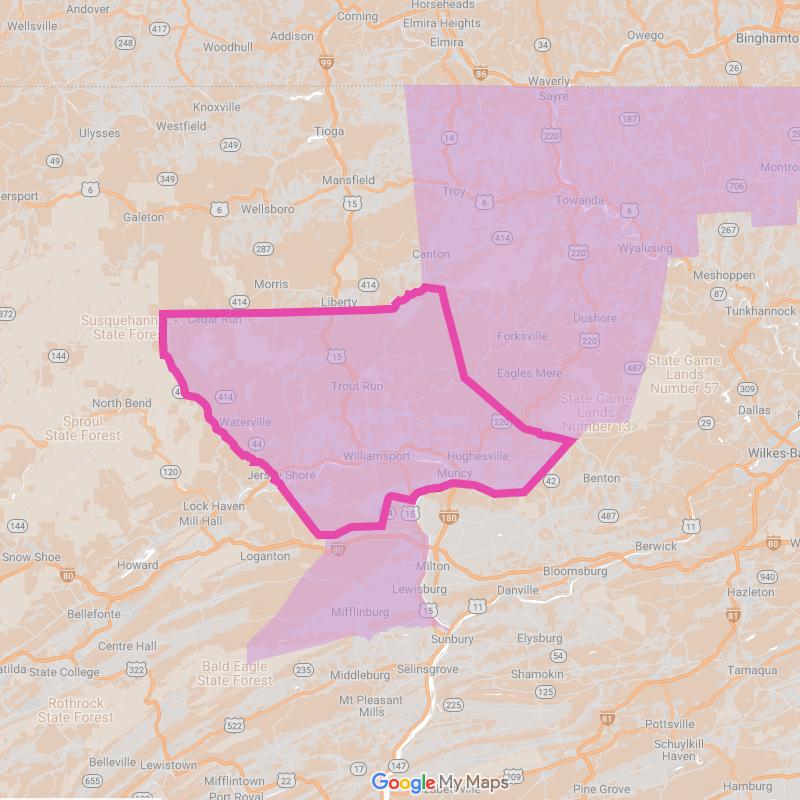 Andover
Corning
Horseheads
Wellsville
417
Addison
Elmira Heights
248
Woodhull
Elmira
34
Owego
Binghamto
99
86
26
Waverly
Sayre
Knoxville
187
Ulysses
Westfield
Tioga
14
220
249
49
Montro
349
Mansfield
706
6
Troy
6
Towanda
ersport
6
Wellsboro
15
6
Galeton
267
414
Wyalusing
287
Canton
220
Meshoppen
Morris
414
87
414
Liberty
Tunkhannock
872
Susquehannock
State Forest
Cedar Run
Dushore
Forksville
220
144
15
State Game
Lands
Number 57
487
Eagles Mere
Trout Run
309
44
414
North Bend
State Game
Lands
Number 13
Dallas
Sproul
State Forest
Waterville
220
29
44
Williamsport
Hughesville
Wilkes-Ba
120
Jersey Shore
Muncy
42
Benton
Lock Haven
15
180
487
144
Mill Hall
11
Snow Shoe
Loganton
80
Berwick
80
Howard
Milton
Bloomsburg
80
940
Lewisburg
Danville
Hazleton
Bellefonte
Mifflinburg
15
11
81
Centre Hall
Sunbury
Elysburg
54
atilda
State College
322
Bald Eagle
State Forest
235
Selinsgrove
Shamokin
Tamaqua
Middleburg
125
Rothrock
State Forest
Mt Pleasant
Mills
225
522
81
Pottsville
Schuylkill
Haven
Belleville
Lewistown
17
147
655
Mifflintown
22
Google My Maps
209
Hamburg
Port Royal
Pine Grove